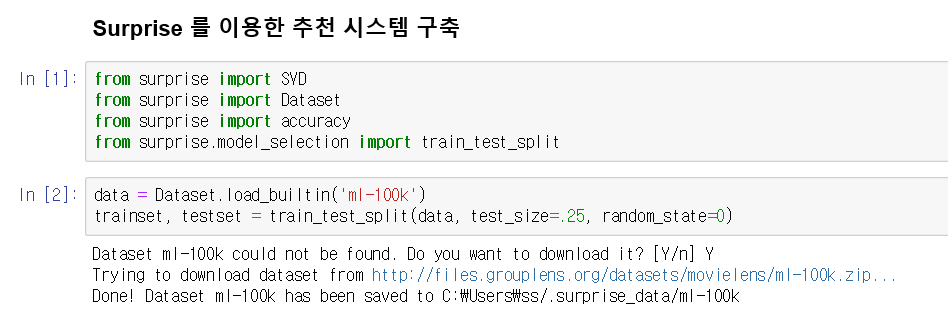 Surprise 를 이용한 추천 시스템 구축
In [1]: from surprise import SVD
from surprise import Dataset
from surprise import accuracy
from surprise.model_selection import train_test_split
In [2]: data = Dataset.load_builtin('ml-100k')
trainset, testset = train_test_split(data, test_size=.25, random_state=0)
Dataset ml-100k could not be found. Do you want to download it? [Y/n] Y
Trying to download dataset from http://files.grouplens.org/datasets/movielens/ml-100k.zip...
Done! Dataset ml-100k has been saved to C:₩Users₩ss/.surprise_data/ml-100k